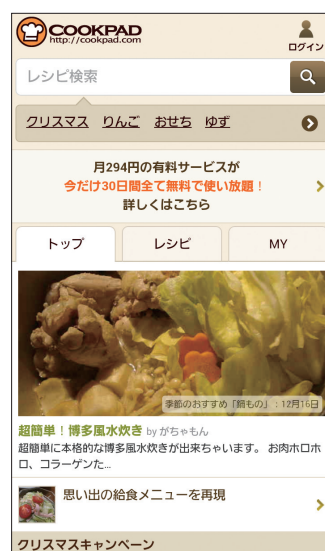 COOKPAD
http://cookpad.com
ログイン
レシピ検索
クリスマス りんご おせち ゆず
月294円の有料サービスが
今だけ30日間全て無料で使い放題！
詳しくはこちら
トップ レシピ MY
季節のおすすめ「鍋もの」：12月16日
超簡単！博多風水炊き by がちゃもん
超簡単に本格的な博多風水炊きが出来ちゃいます。 お肉ホロホ
ロ、コラーゲンた...
思い出の給食メニューを再現
クリスマスキャンペーン